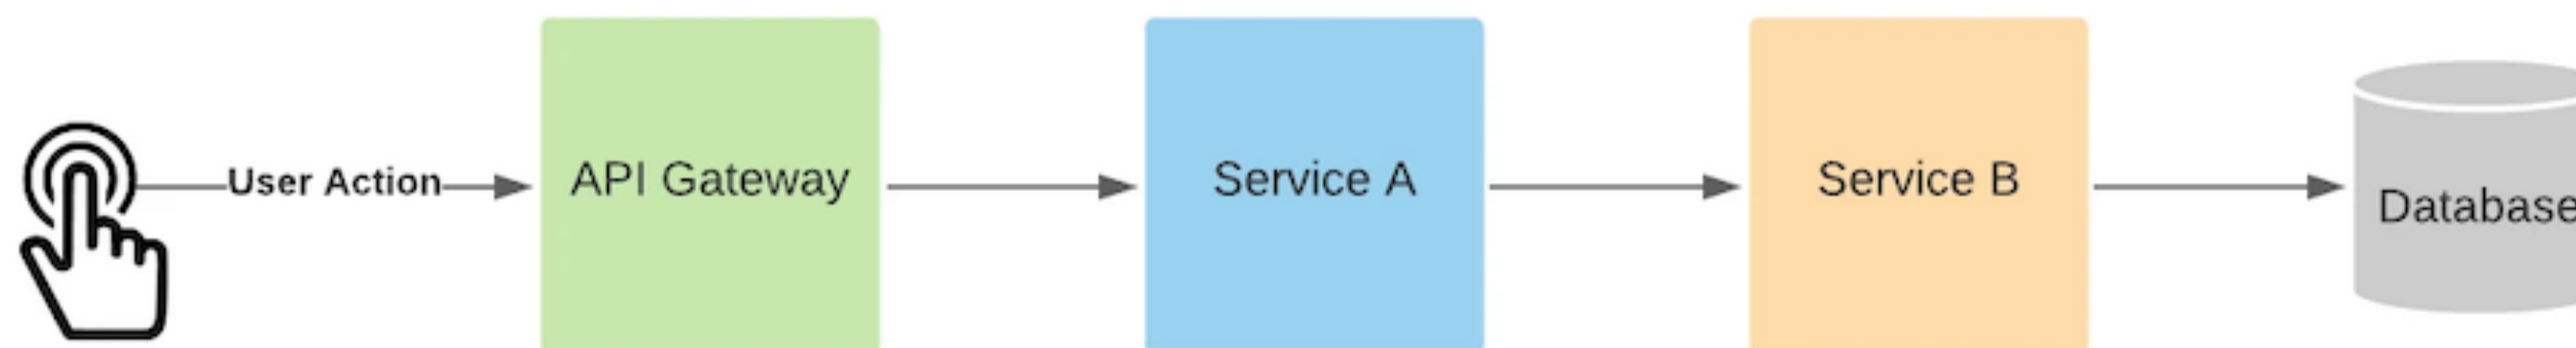 User Action
API Gateway
Service A
Service B
Database